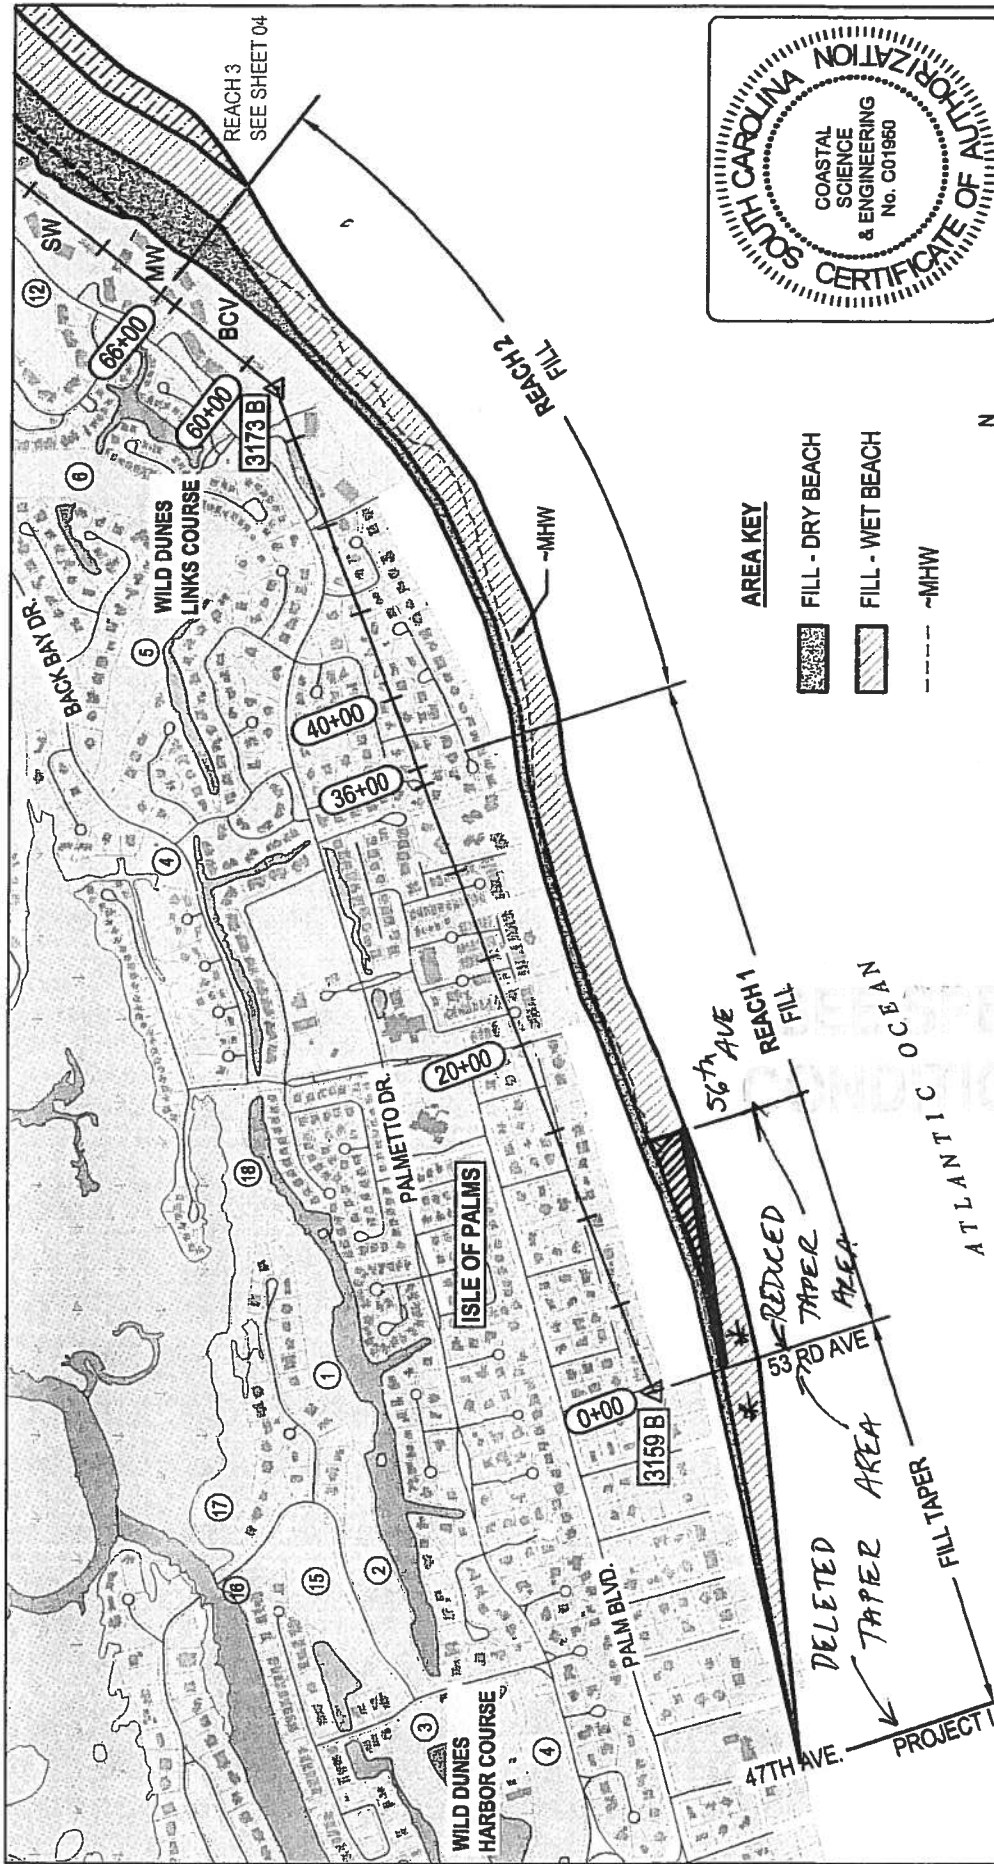 REACH 3
SEE SHEET 04
SW
MW
BCV
12
66+00
60+00
3173 B
6
WILD DUNES
LINKS COURSE
BACK BAY DR.
5
4
40+00
36+00
REACH 2
FILL
~MHW
20+00
PALMETTO DR.
18
ISLE OF PALMS
1
17
16
15
2
3
WILD DUNES
HARBOR COURSE
4
PALM BLVD.
0+00
3159 B
56th AVE
REACH 1
FILL
REDUCED
TAPER
AREA
53 RD AVE
DELETED
TAPER AREA
FILL TAPER
47TH AVE.
PROJECT
ATLANTIC OCEAN
AREA KEY
FILL - DRY BEACH
FILL - WET BEACH
~MHW
N
SOUTH CAROLINA
COASTAL
SCIENCE
& ENGINEERING
No. C01960
CERTIFICATE OF AUTHORIZATION